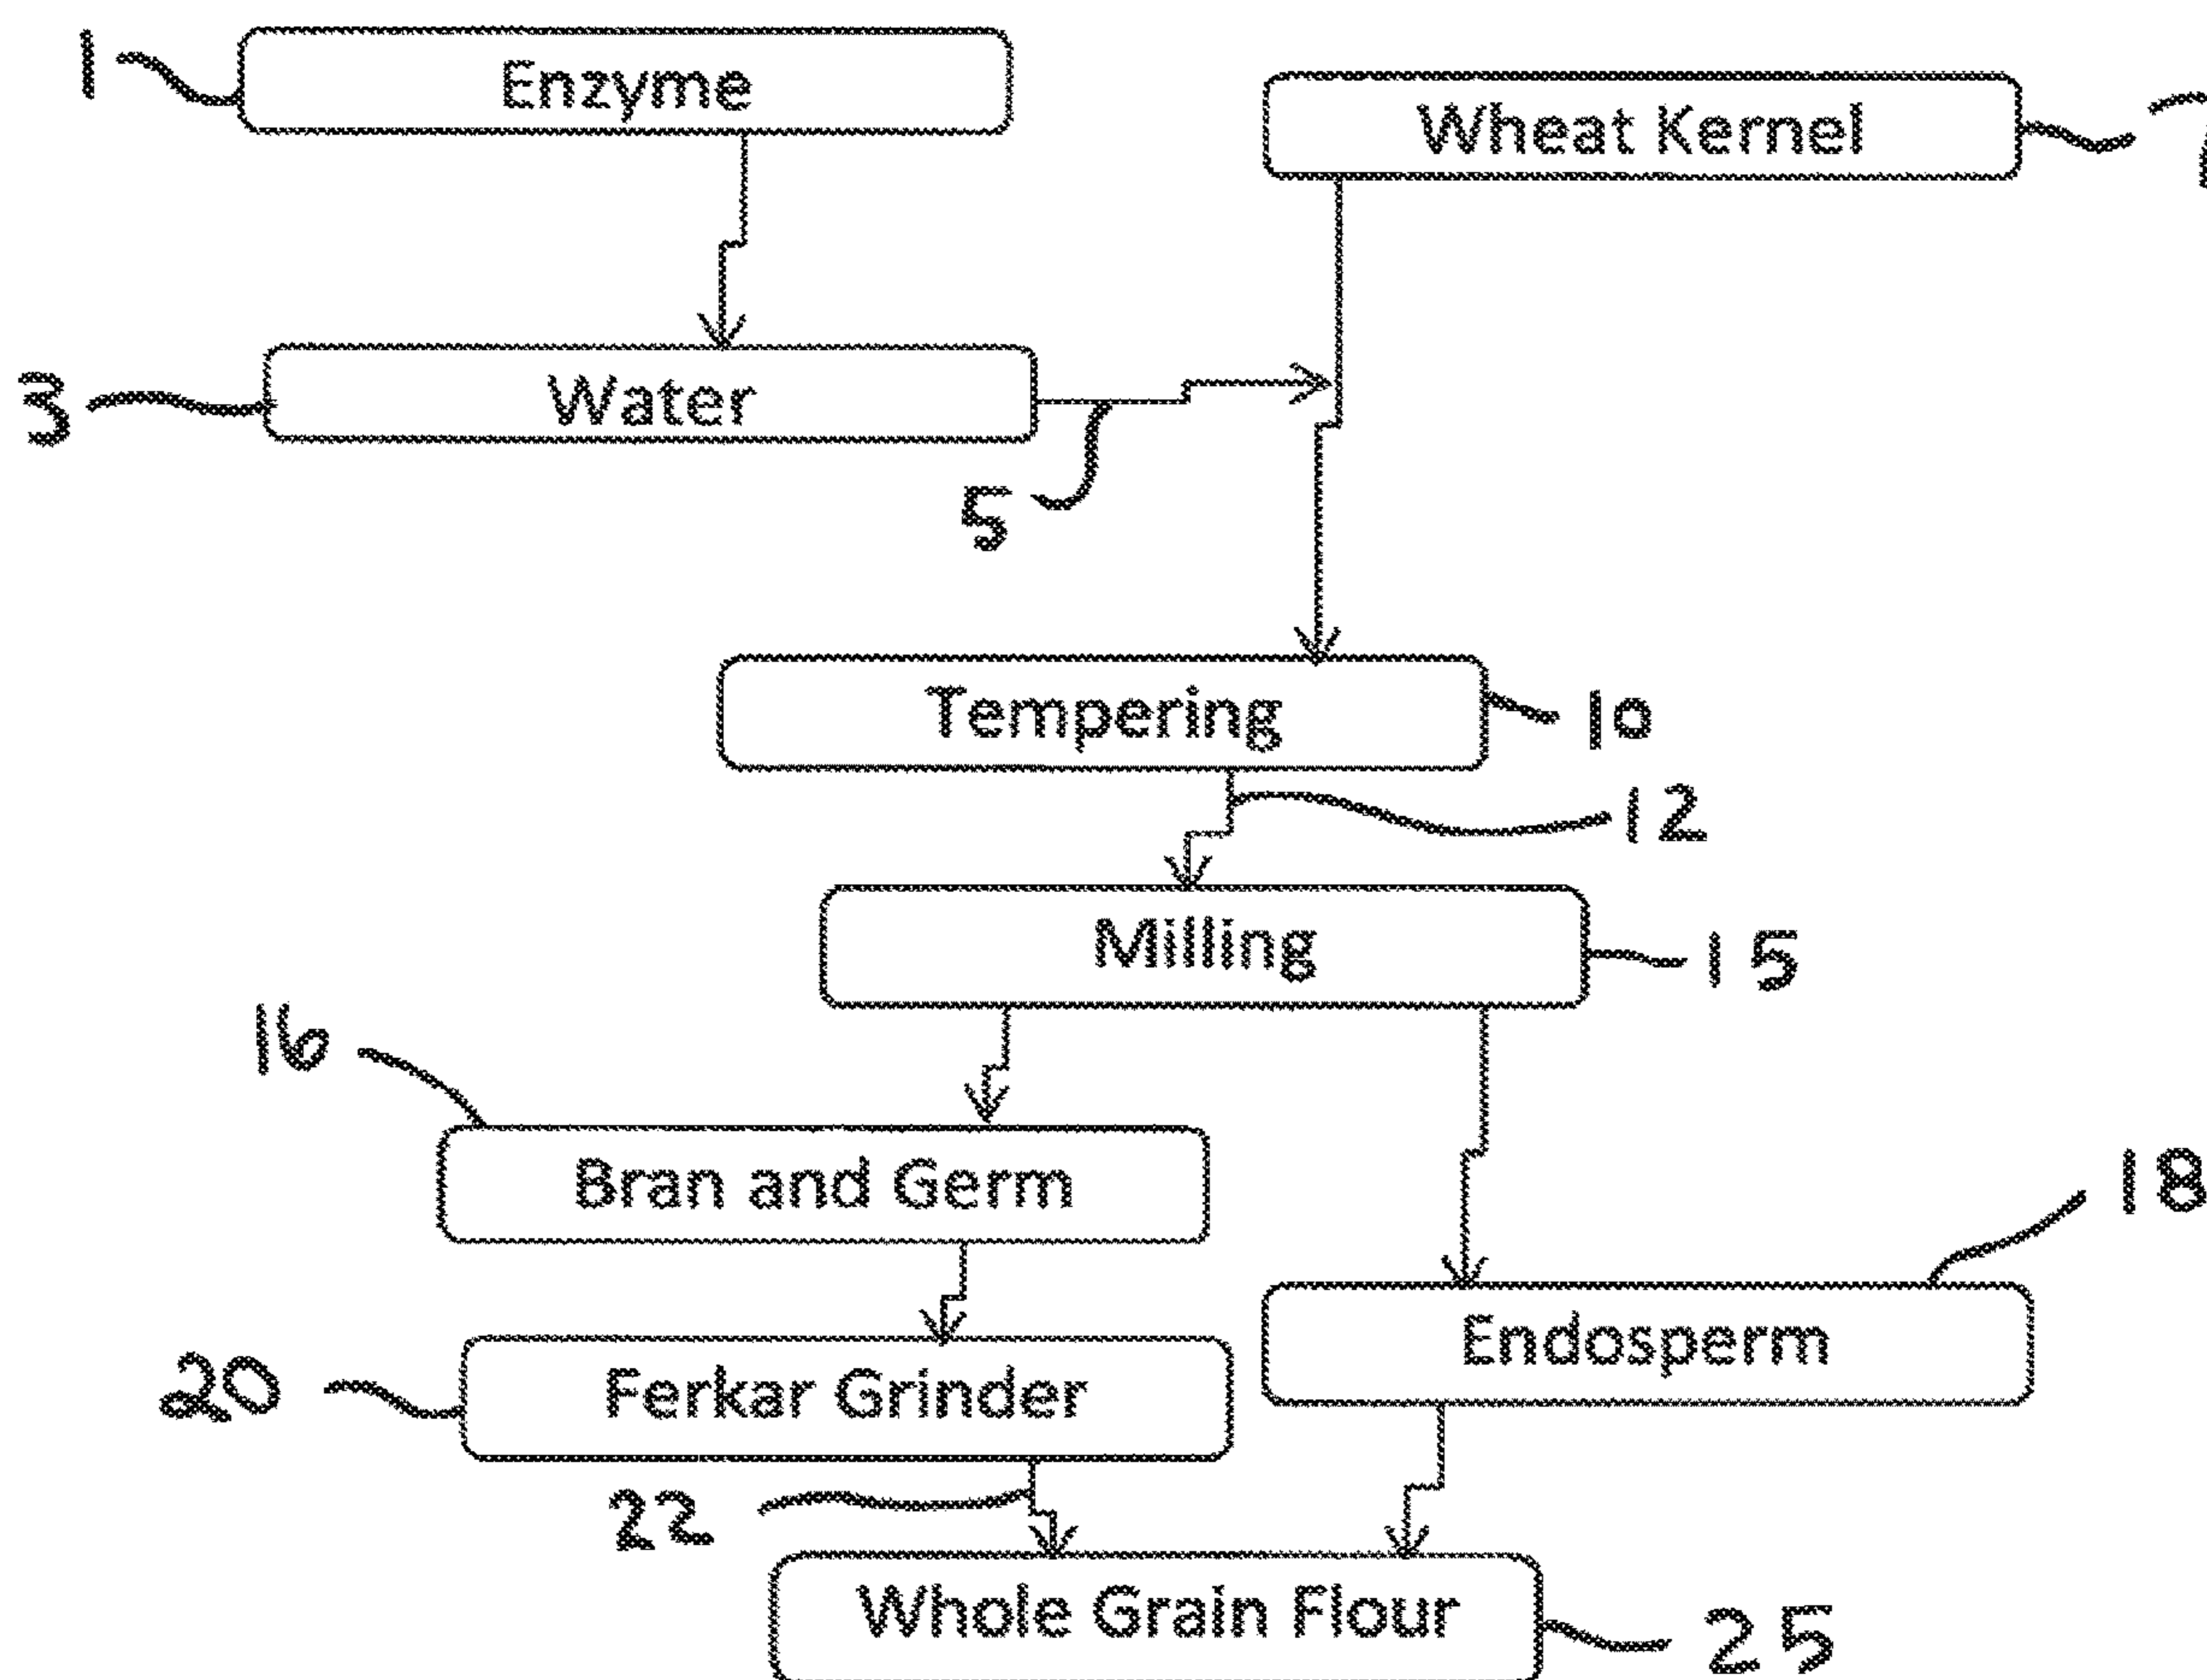 1
Enzyme
Wheat Kernel
Water
3
5
Tempering
10
12
Milling
15
16
Bran and Germ
18
Endosperm
20
Ferkar Grinder
22
Whole Grain Flour
25